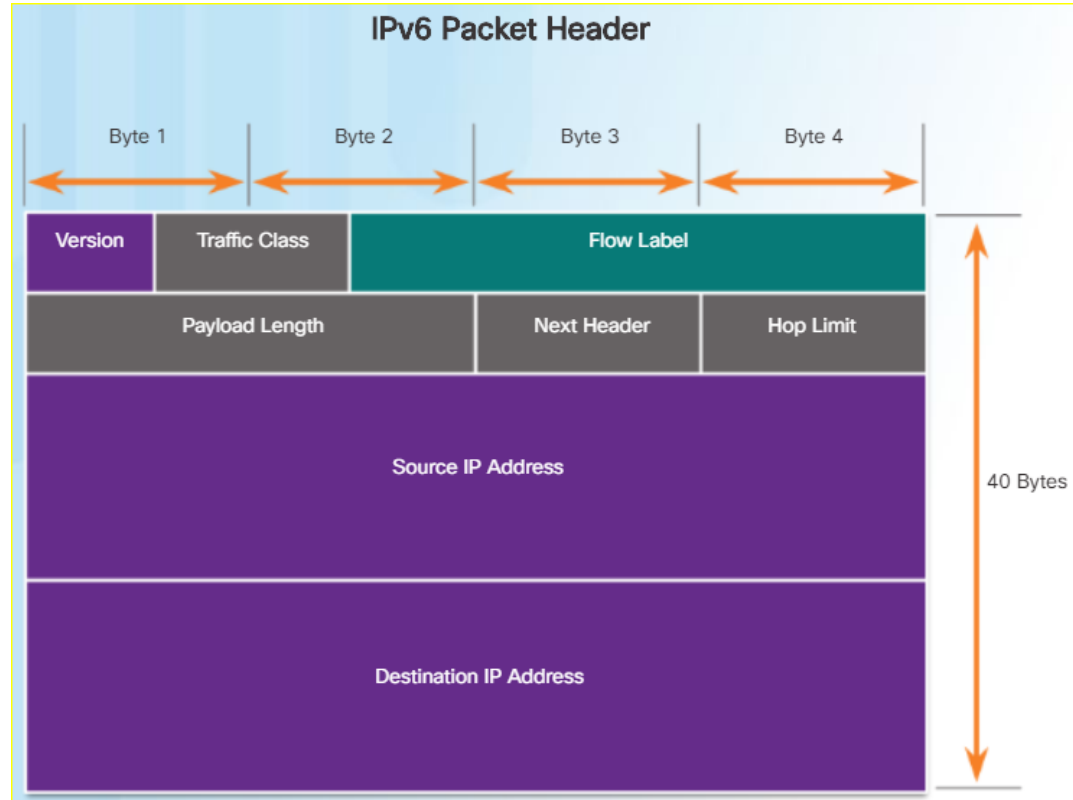 IPv6 Packet Header
Byte 1 Byte 2 Byte 3 Byte 4
Version Traffic Class Flow Label
Payload Length Next Header Hop Limit
Source IP Address
40 Bytes
Destination IP Address